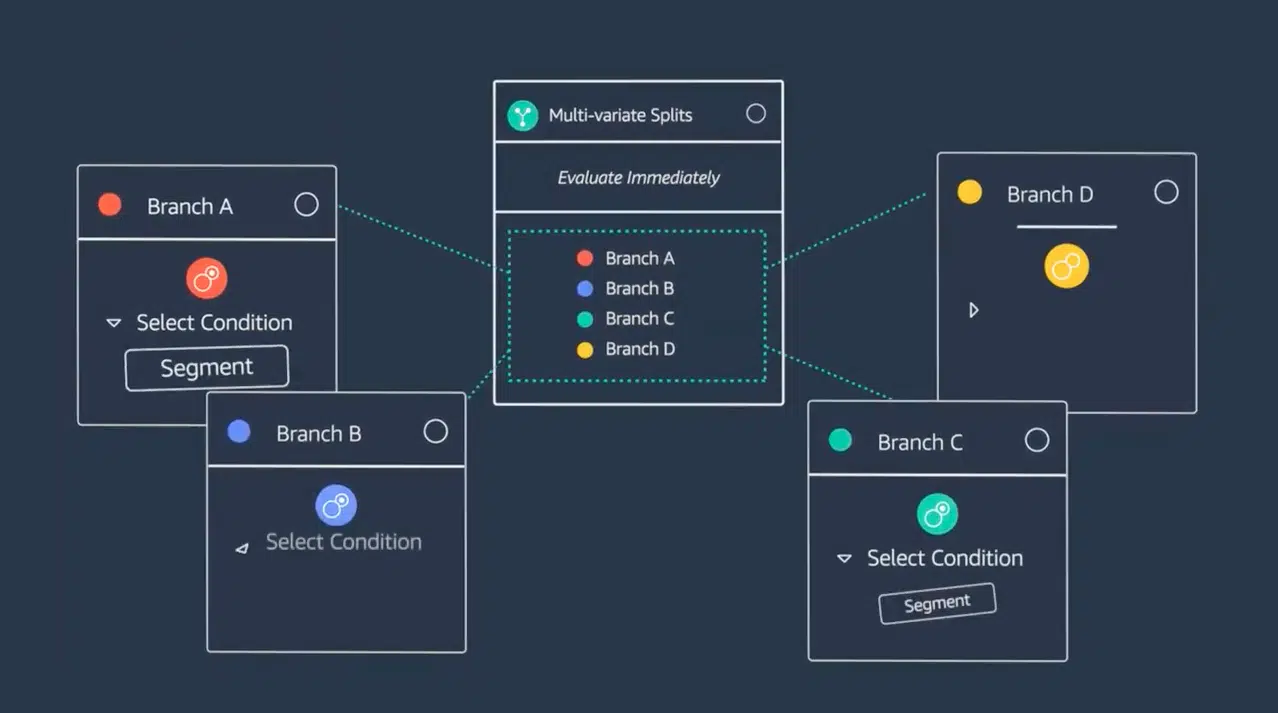 Multi-variate Splits
Evaluate Immediately
Branch A
Branch B
Branch C
Branch D
Branch A
Select Condition
Segment
Branch B
Select Condition
Branch D
Branch C
Select Condition
Segment